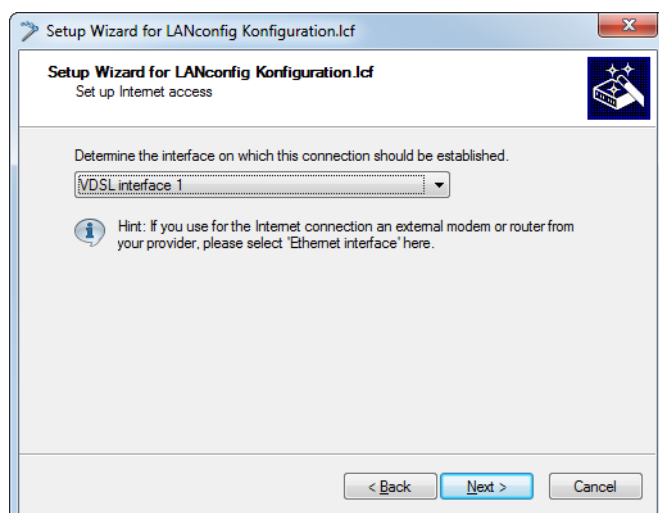 Setup Wizard for LANconfig Konfiguration.lcf
Setup Wizard for LANconfig Konfiguration.lcf
Set up Internet access
Determine the interface on which this connection should be established.
VDSL interface 1
Hint: If you use for the Internet connection an external modem or router from
your provider, please select 'Ethernet interface' here.
< Back
Next >
Cancel